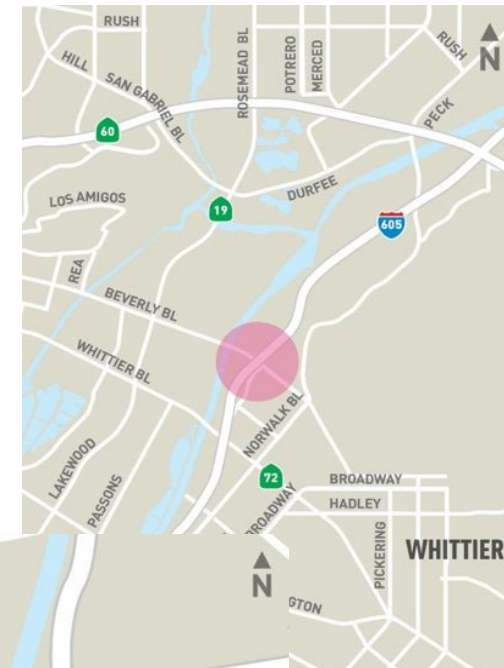 RUSH
HILL
SAN GABRIEL BL
ROSEMEAD BL
POTRERO
MERCED
RUSH
N
60
PECK
LOS AMIGOS
19
DURFEE
605
REA
BEVERLY BL
WHITTIER BL
NORWALK BL
LAKEWOOD
PASSONS
72
BROADWAY
BROADWAY
HADLEY
PICKERING
WHITTIER
N
GTON